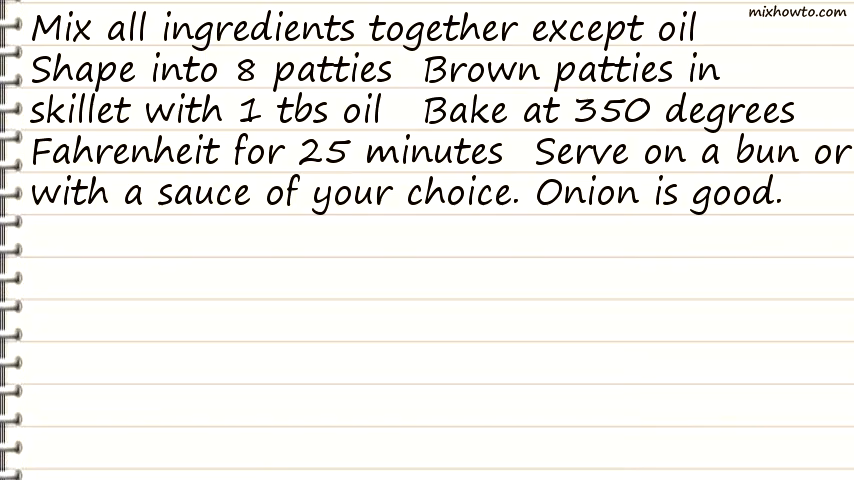 mixhowto.com
Mix all ingredients together except oil
Shape into 8 patties   Brown patties in
skillet with 1 tbs oil   Bake at 350 degrees
Fahrenheit for 25 minutes   Serve on a bun or
with a sauce of your choice. Onion is good.